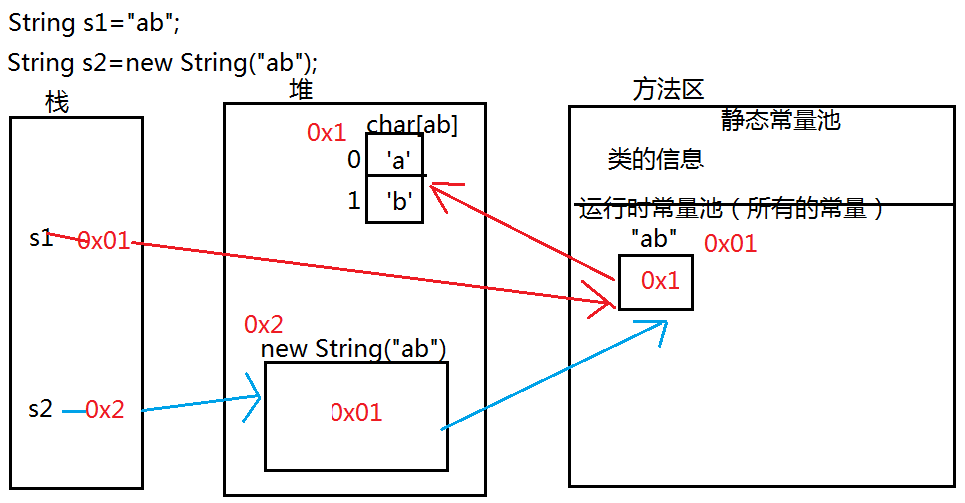 String s1="ab";
String s2=new String("ab");
栈
堆
方法区
静态常量池
0x1
char[ab]
0
'a'
1
'b'
类的信息
运行时常量池（所有的常量）
"ab"
0x01
0x1
s1
0x01
0x2
new String("ab")
0x01
s2
0x2